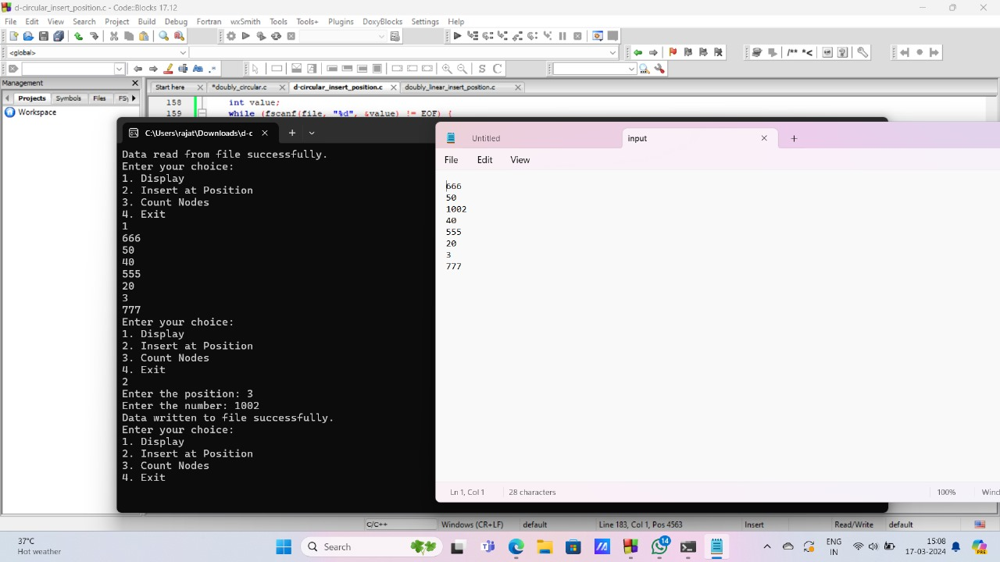 d-circular_insert_position.c - Code::Blocks 17.12
File Edit View Search Project Build Debug Fortran wxSmith Tools Tools+ Plugins DoxyBlocks Settings Help
<global>
/** *<
S C
Management
Projects Symbols Files FSy
Workspace
Start here *doubly_circular.c d-circular_insert_position.c doubly_linear_insert_position.c
158 int value;
159 while (fscanf(file, "%d", &value) != EOF) {
C:\Users\rajat\Downloads\d-c
Data read from file successfully.
Enter your choice:
1. Display
2. Insert at Position
3. Count Nodes
4. Exit
1
666
50
40
555
20
3
777
Enter your choice:
1. Display
2. Insert at Position
3. Count Nodes
4. Exit
2
Enter the position: 3
Enter the number: 1002
Data written to file successfully.
Enter your choice:
1. Display
2. Insert at Position
3. Count Nodes
4. Exit
Untitled input
File Edit View
666
50
1002
40
555
20
3
777
Ln 1, Col 1 28 characters 100% Wind
C/C++ Windows (CR+LF) default Line 183, Col 1, Pos 4563 Insert Read/Write default
37°C
Hot weather
Search
14
ENG
IN
15:08
17-03-2024
PRE